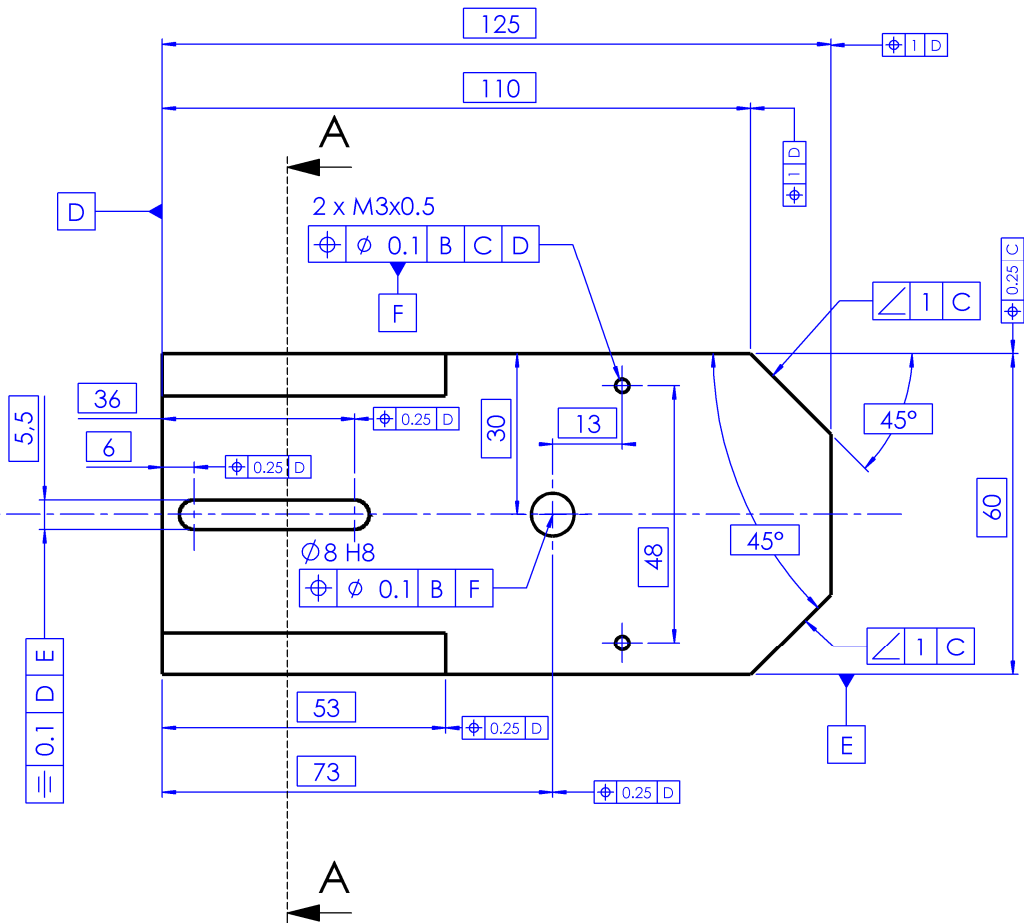 125
⌖ 1 D
110
⌖ 1 D
A
D
2 x M3x0.5
⌖ ⌀ 0.1 B C D
F
⌖ 0.25 C
∠ 1 C
36
⌖ 0.25 D
5,5
6
⌖ 0.25 D
30
13
45°
60
⌀8 H8
⌖ ⌀ 0.1 B F
48
45°
∠ 1 C
⌯ 0.1 D E
53
⌖ 0.25 D
E
73
⌖ 0.25 D
A